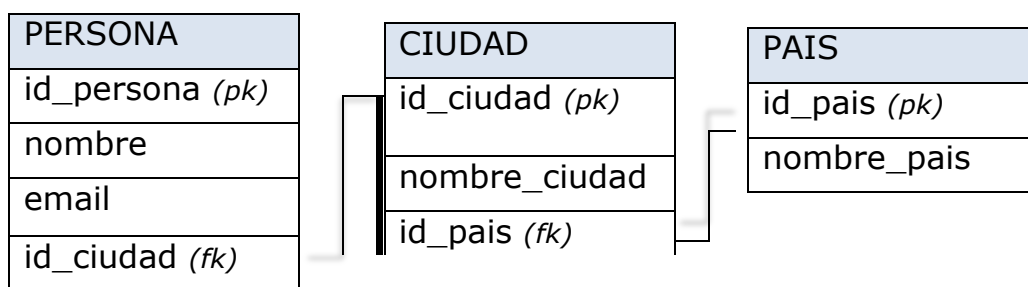 PERSONA
id_persona (pk)
nombre
email
id_ciudad (fk)
CIUDAD
id_ciudad (pk)
nombre_ciudad
id_pais (fk)
PAIS
id_pais (pk)
nombre_pais